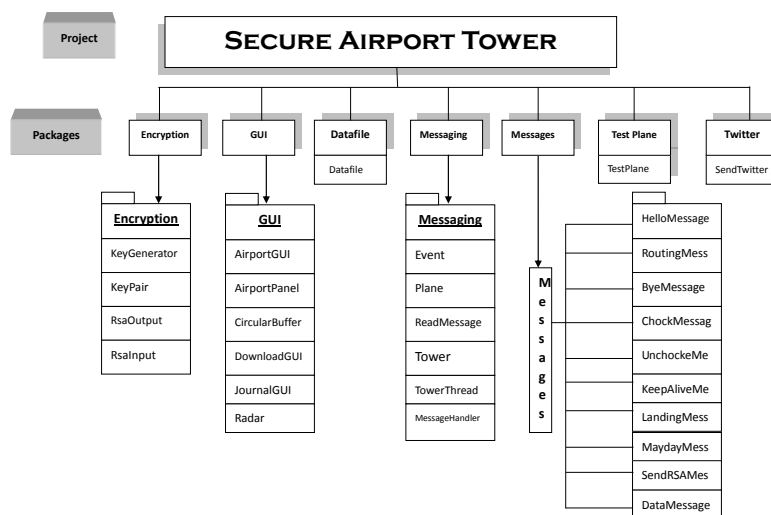 Project
SECURE AIRPORT TOWER
Packages
Encryption
GUI
Datafile
Messaging
Messages
Test Plane
Twitter
Datafile
TestPlane
SendTwitter
Encryption
KeyGenerator
KeyPair
RsaOutput
RsaInput
GUI
AirportGUI
AirportPanel
CircularBuffer
DownloadGUI
JournalGUI
Radar
Messaging
Event
Plane
ReadMessage
Tower
TowerThread
MessageHandler
Messages
HelloMessage
RoutingMess
ByeMessage
ChockMessag
UnchockeMe
KeepAliveMe
LandingMess
MaydayMess
SendRSAMes
DataMessage